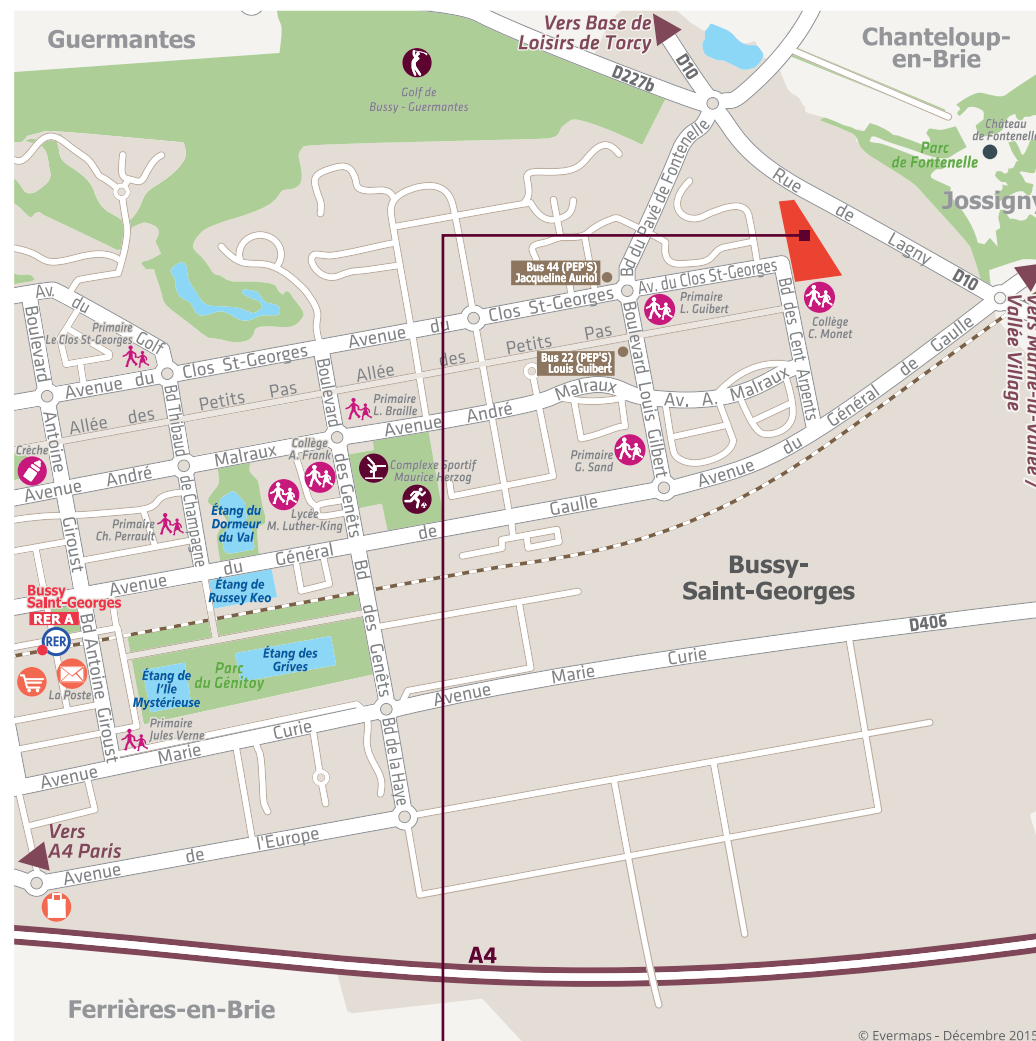 Guermantes
Vers Base de
Loisirs de Torcy
D10
D227b
Chanteloup-
en-Brie
Golf de
Bussy - Guermantes
Château
de Fontenelle
Parc
de Fontenelle
Jossigny
Rue de Lagny
D10
Bd du Pavé de Fontenelle
Bus 44 (PEP'S)
Jacqueline Auriol
Av. du Clos St-Georges
Primaire
L. Guibert
Collège
C. Monet
Bd des Cent Arpents
Vers Marne-la-Vallée /
Vallée Village
Av. du Golf
Primaire
Le Clos St-Georges
Boulevard Antoine Giroust
Avenue du Clos St-Georges
Avenue du Clos St-Georges
Allée des Petits Pas
Allée des Petits Pas
Bus 22 (PEP'S)
Louis Guibert
Boulevard Louis Gilbert
Bd Thibaud de Champagne
Boulevard des Genêts
Primaire
L. Braille
Avenue André Malraux
Av. A. Malraux
Avenue André Malraux
Crèche
Collège
A. Frank
Complexe Sportif
Maurice Herzog
Primaire
G. Sand
Lycée
M. Luther-King
Étang du
Dormeur
du Val
Primaire
Ch. Perrault
Avenue du Général de Gaulle
Avenue du Général de Gaulle
Étang de
Russey Keo
Bussy-
Saint-Georges
Bussy-
Saint-Georges
RER A
RER
La Poste
Bd Antoine Giroust
Bd des Genêts
Étang des
Grives
Parc
du Génitoy
Étang de
l'Ile
Mystérieuse
D406
Primaire
Jules Verne
Avenue Marie Curie
Avenue Marie Curie
Bd de la Haye
Vers
A4 Paris
Avenue de l'Europe
A4
Ferrières-en-Brie
© Evermaps - Décembre 2015